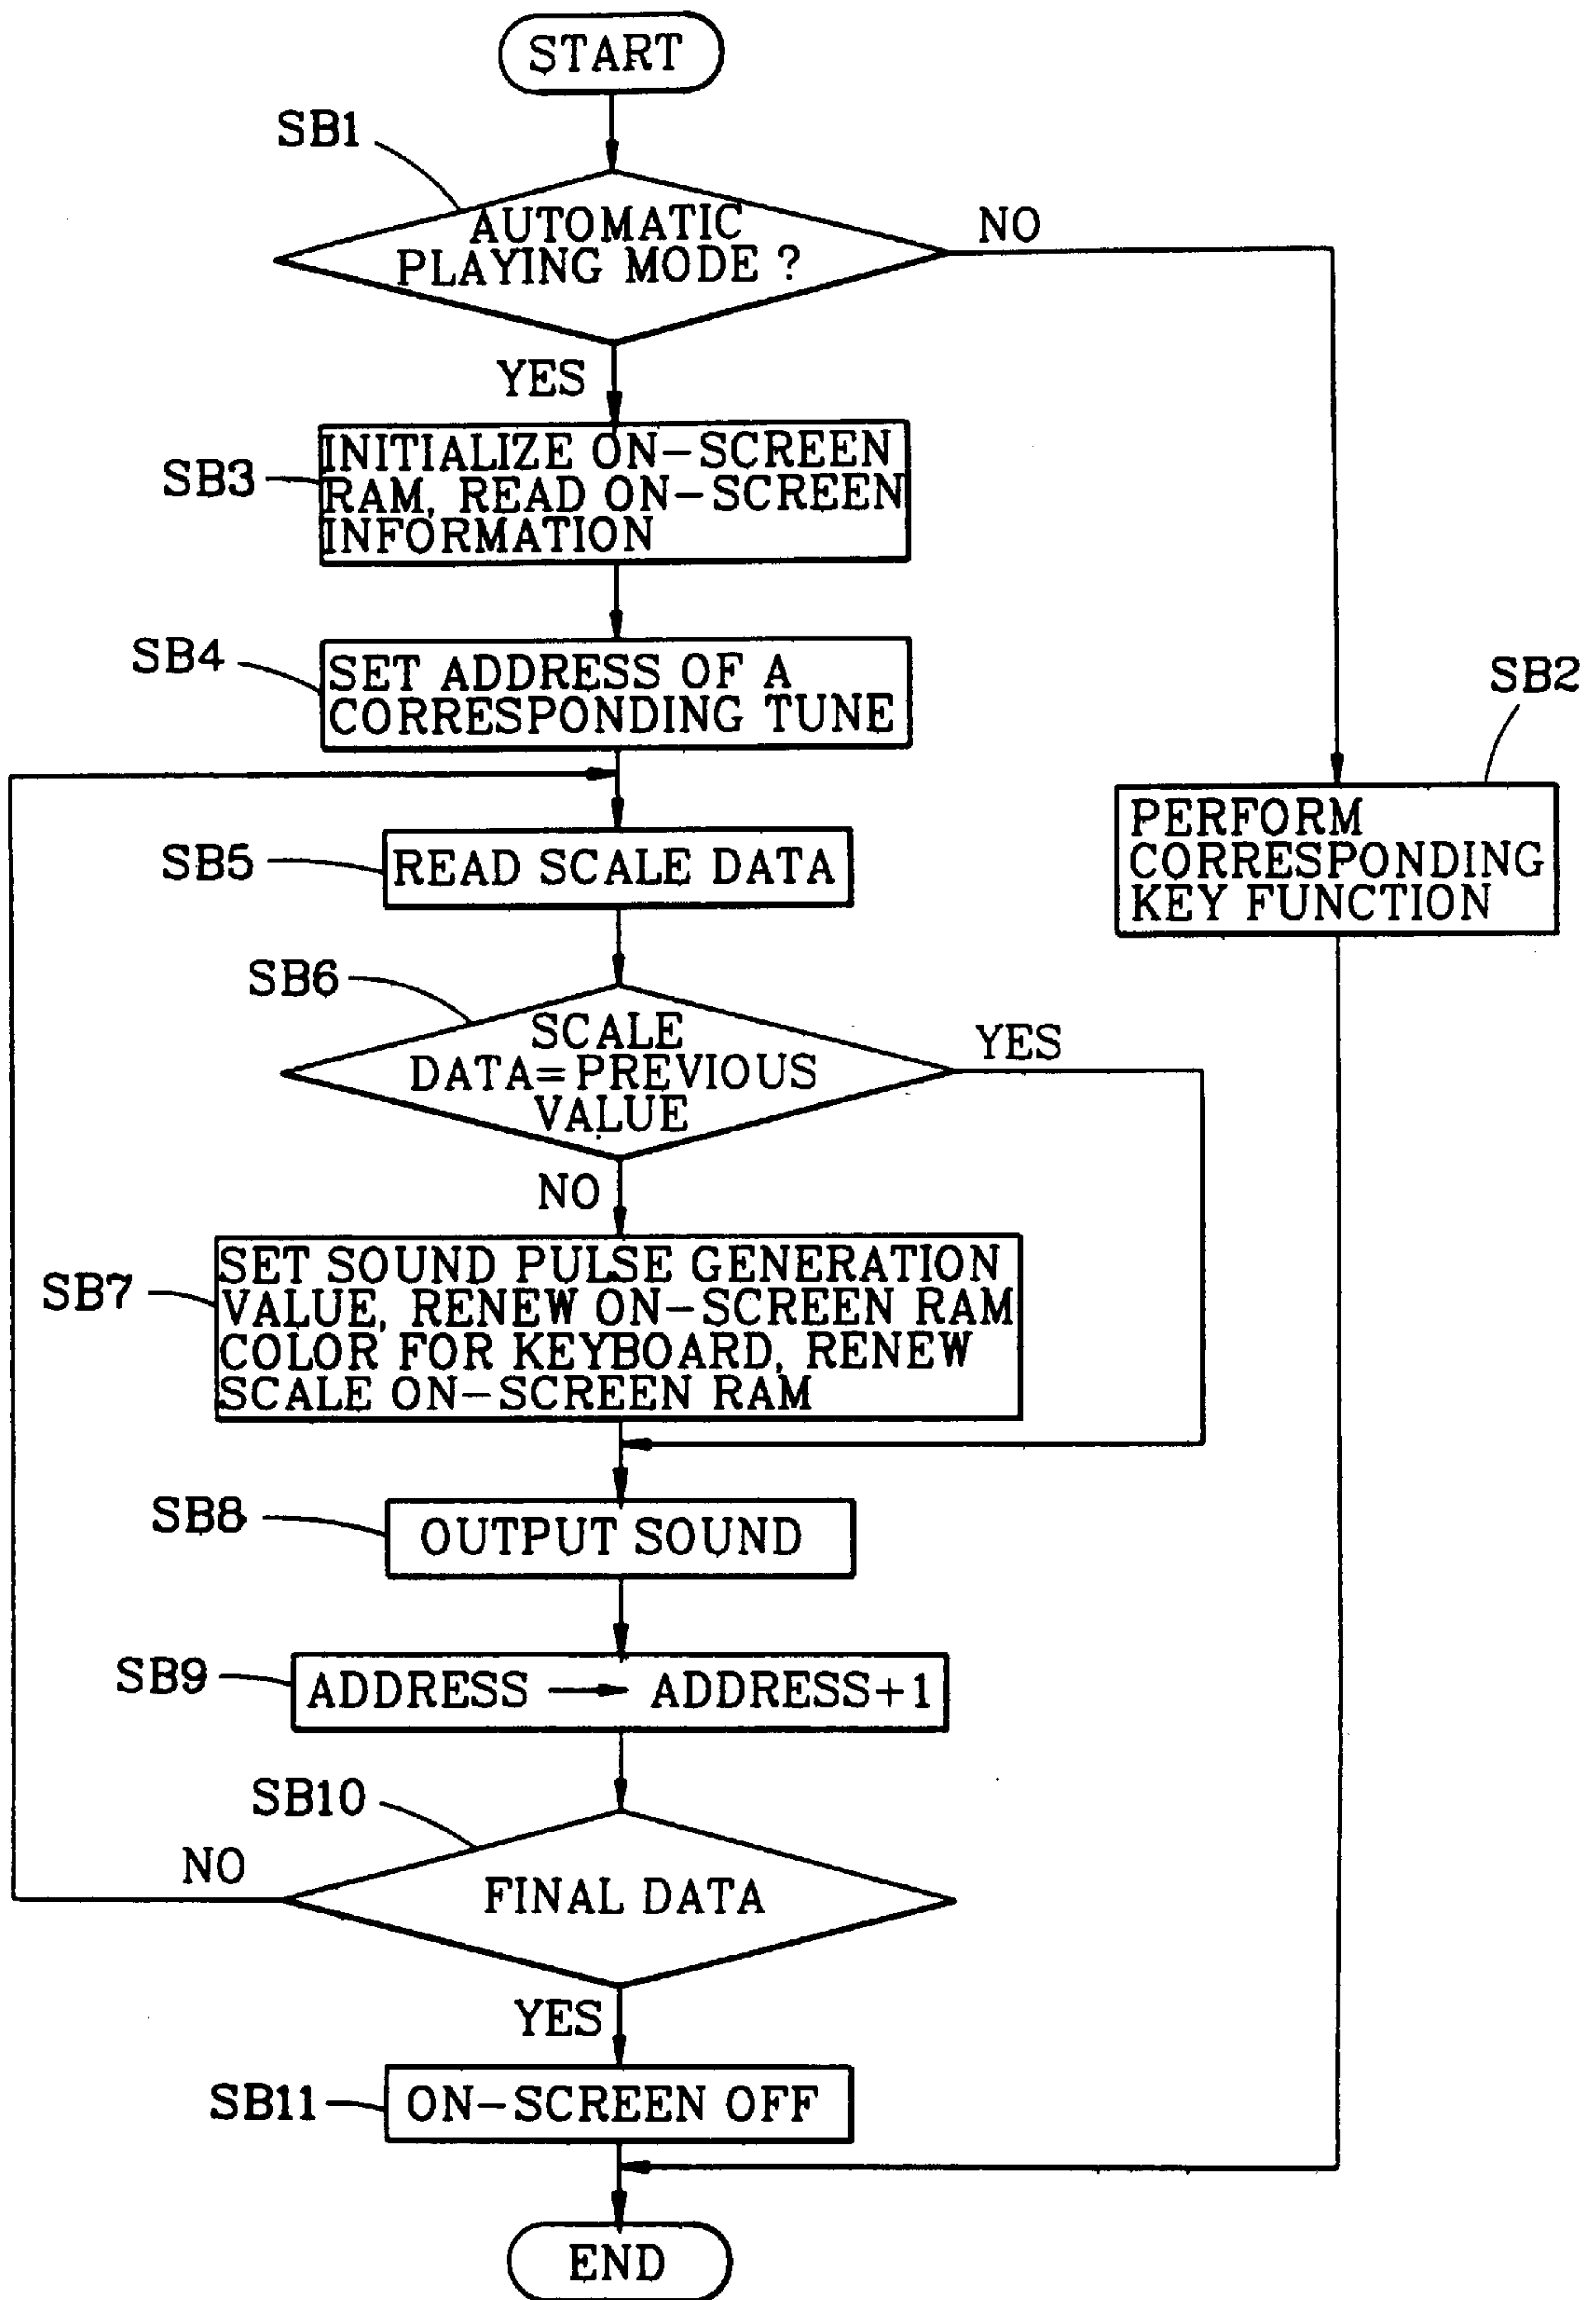 START
SB1
AUTOMATIC
PLAYING MODE ?
NO
YES
SB3
INITIALIZE ON-SCREEN
RAM, READ ON-SCREEN
INFORMATION
SB4
SET ADDRESS OF A
CORRESPONDING TUNE
SB2
PERFORM
CORRESPONDING
KEY FUNCTION
SB5
READ SCALE DATA
SB6
SCALE
DATA=PREVIOUS
VALUE
YES
NO
SB7
SET SOUND PULSE GENERATION
VALUE, RENEW ON-SCREEN RAM
COLOR FOR KEYBOARD, RENEW
SCALE ON-SCREEN RAM
SB8
OUTPUT SOUND
SB9
ADDRESS → ADDRESS+1
SB10
NO
FINAL DATA
YES
SB11
ON-SCREEN OFF
END